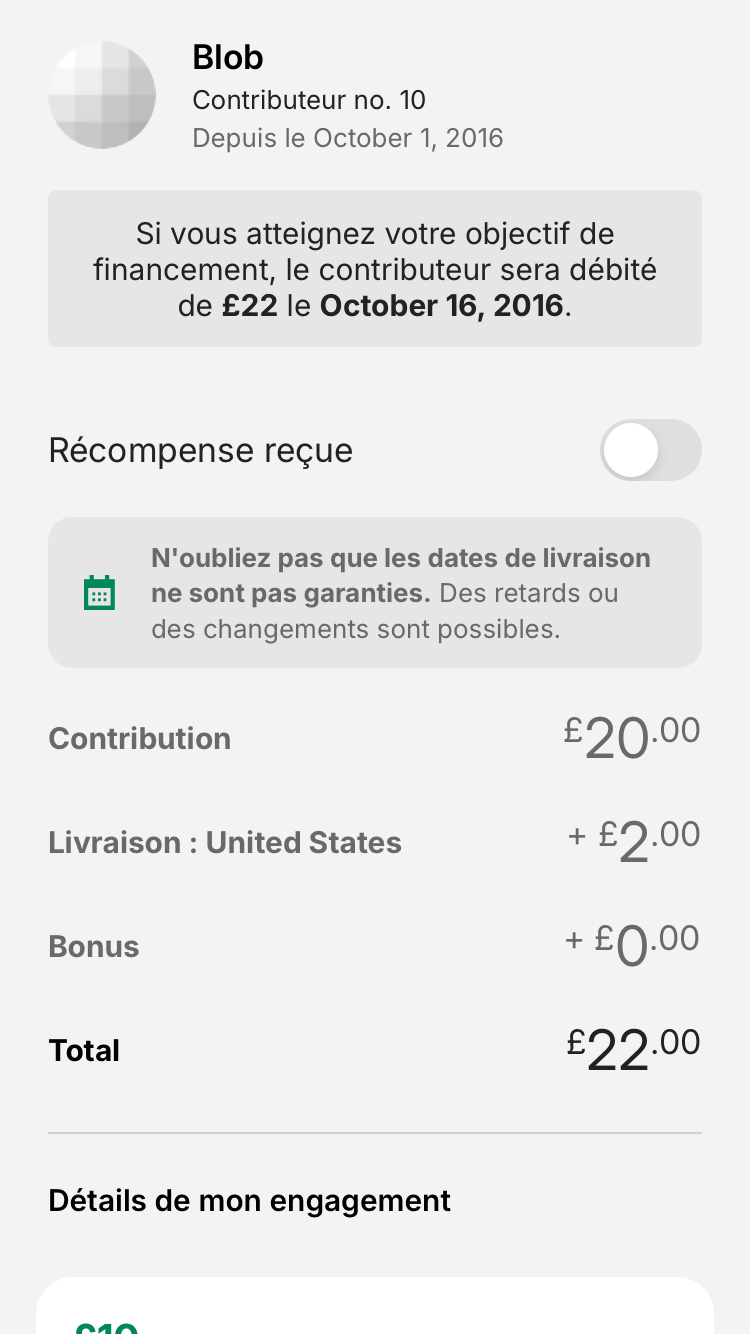 Blob
Contributeur no. 10
Depuis le October 1, 2016
Si vous atteignez votre objectif de
financement, le contributeur sera débité
de £22 le October 16, 2016.
Récompense reçue
N'oubliez pas que les dates de livraison
ne sont pas garanties. Des retards ou
des changements sont possibles.
Contribution £20.00
Livraison : United States + £2.00
Bonus + £0.00
Total £22.00
Détails de mon engagement
£10